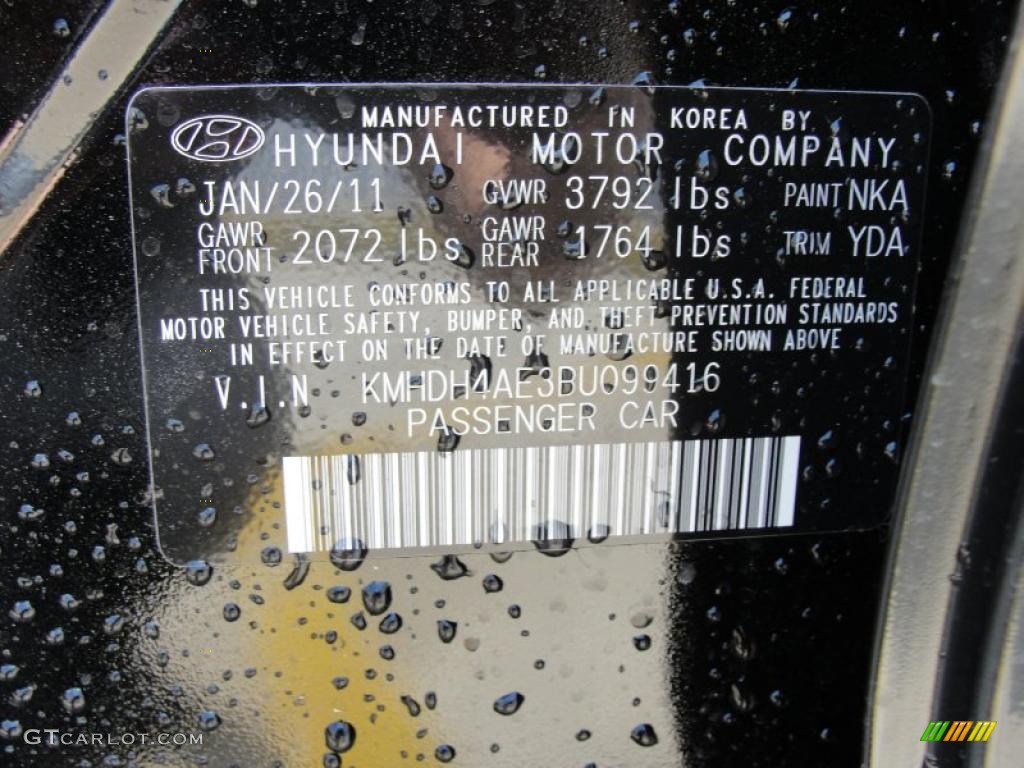 MANUFACTURED IN KOREA BY
HYUNDAI MOTOR COMPANY
JAN/26/11 GVWR 3792 lbs PAINT NKA
GAWR FRONT 2072 lbs GAWR REAR 1764 lbs TRIM YDA
THIS VEHICLE CONFORMS TO ALL APPLICABLE U.S.A. FEDERAL
MOTOR VEHICLE SAFETY, BUMPER, AND THEFT PREVENTION STANDARDS
IN EFFECT ON THE DATE OF MANUFACTURE SHOWN ABOVE
V.I.N KMHDH4AE3BU099416
PASSENGER CAR
GTCARLOT.COM